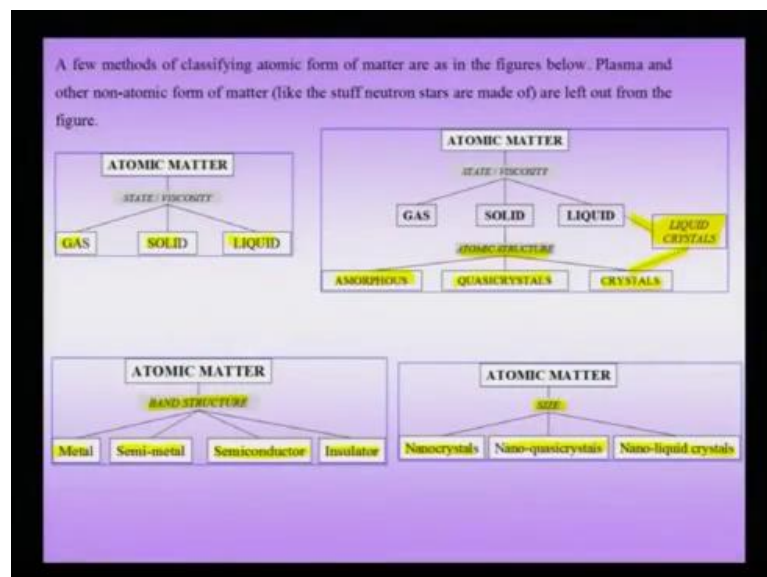 A few methods of classifying atomic form of matter are as in the figures below. Plasma and
other non-atomic form of matter (like the stuff neutron stars are made of) are left out from the
figure.
ATOMIC MATTER
STATE / VISCOSITY
GAS SOLID LIQUID
ATOMIC MATTER
STATE / VISCOSITY
GAS SOLID LIQUID
LIQUID
CRYSTALS
ATOMIC STRUCTURE
AMORPHOUS QUASICRYSTALS CRYSTALS
ATOMIC MATTER
BAND STRUCTURE
Metal Semi-metal Semiconductor Insulator
ATOMIC MATTER
SIZE
Nanocrystals Nano-quasicrystals Nano-liquid crystals